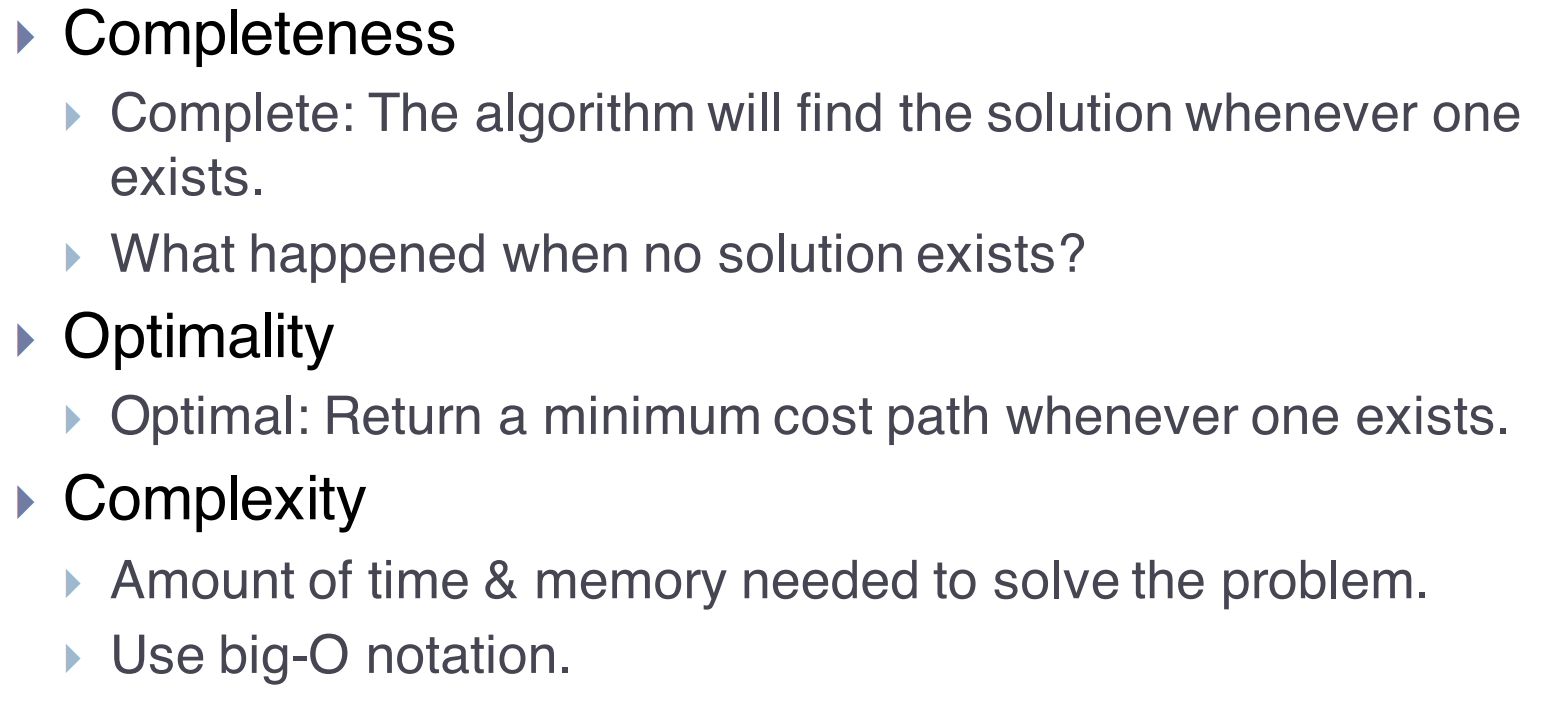 Completeness
Complete: The algorithm will find the solution whenever one
exists.
What happened when no solution exists?
Optimality
Optimal: Return a minimum cost path whenever one exists.
Complexity
Amount of time & memory needed to solve the problem.
Use big-O notation.